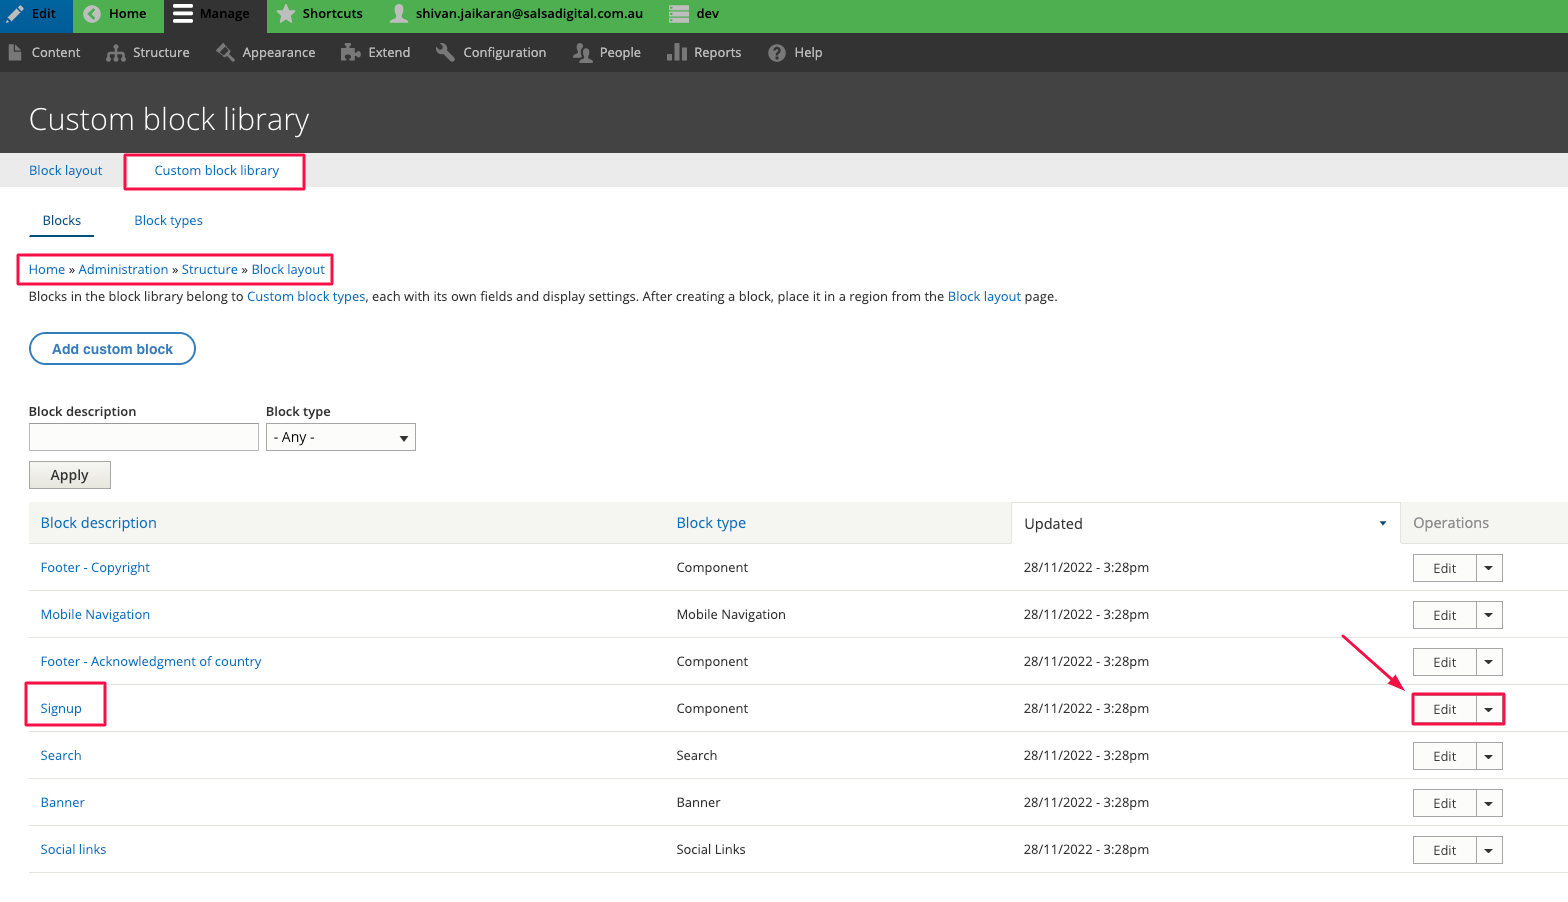 Edit Home Manage Shortcuts shivan.jaikaran@salsadigital.com.au dev
Content Structure Appearance Extend Configuration People Reports Help
Custom block library
Block layout Custom block library
Blocks Block types
Home » Administration » Structure » Block layout
Blocks in the block library belong to Custom block types, each with its own fields and display settings. After creating a block, place it in a region from the Block layout page.
Add custom block
Block description Block type
- Any -
Apply
Block description Block type Updated Operations
Footer - Copyright Component 28/11/2022 - 3:28pm Edit
Mobile Navigation Mobile Navigation 28/11/2022 - 3:28pm Edit
Footer - Acknowledgment of country Component 28/11/2022 - 3:28pm Edit
Signup Component 28/11/2022 - 3:28pm Edit
Search Search 28/11/2022 - 3:28pm Edit
Banner Banner 28/11/2022 - 3:28pm Edit
Social links Social Links 28/11/2022 - 3:28pm Edit